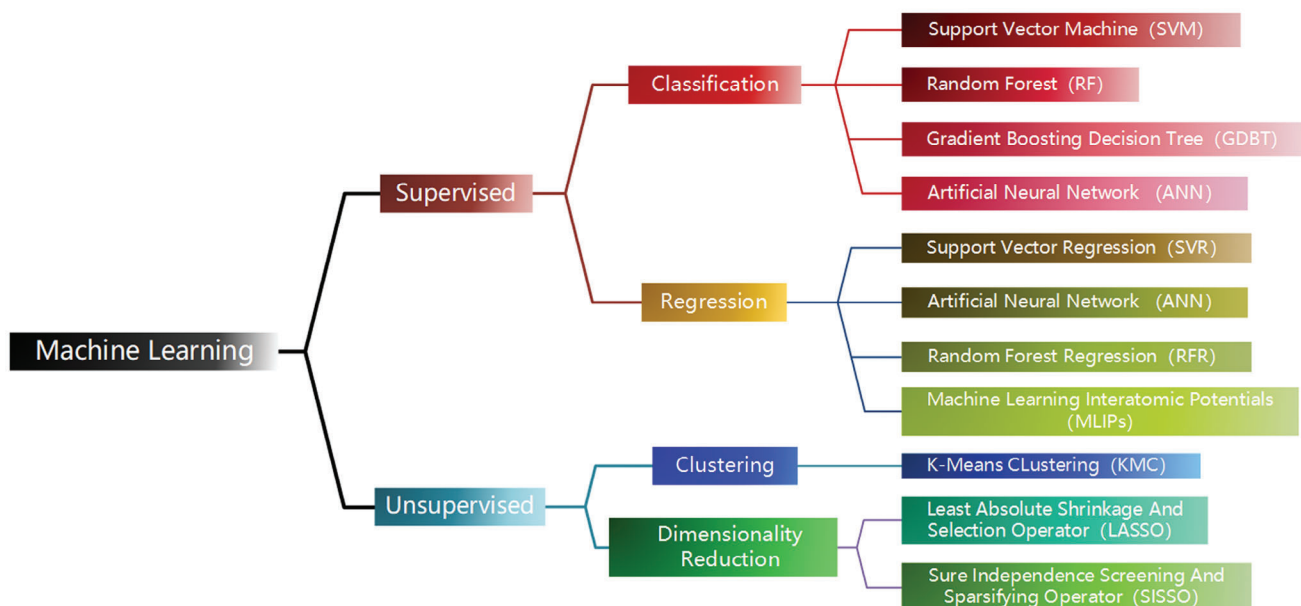 Support Vector Machine (SVM)
Classification
Random Forest (RF)
Gradient Boosting Decision Tree (GDBT)
Supervised
Artificial Neural Network (ANN)
Support Vector Regression (SVR)
Regression
Artificial Neural Network (ANN)
Machine Learning
Random Forest Regression (RFR)
Machine Learning Interatomic Potentials
(MLIPs)
Clustering
K-Means CLustering (KMC)
Unsupervised
Least Absolute Shrinkage And
Selection Operator (LASSO)
Dimensionality
Reduction
Sure Independence Screening And
Sparsifying Operator (SISSO)